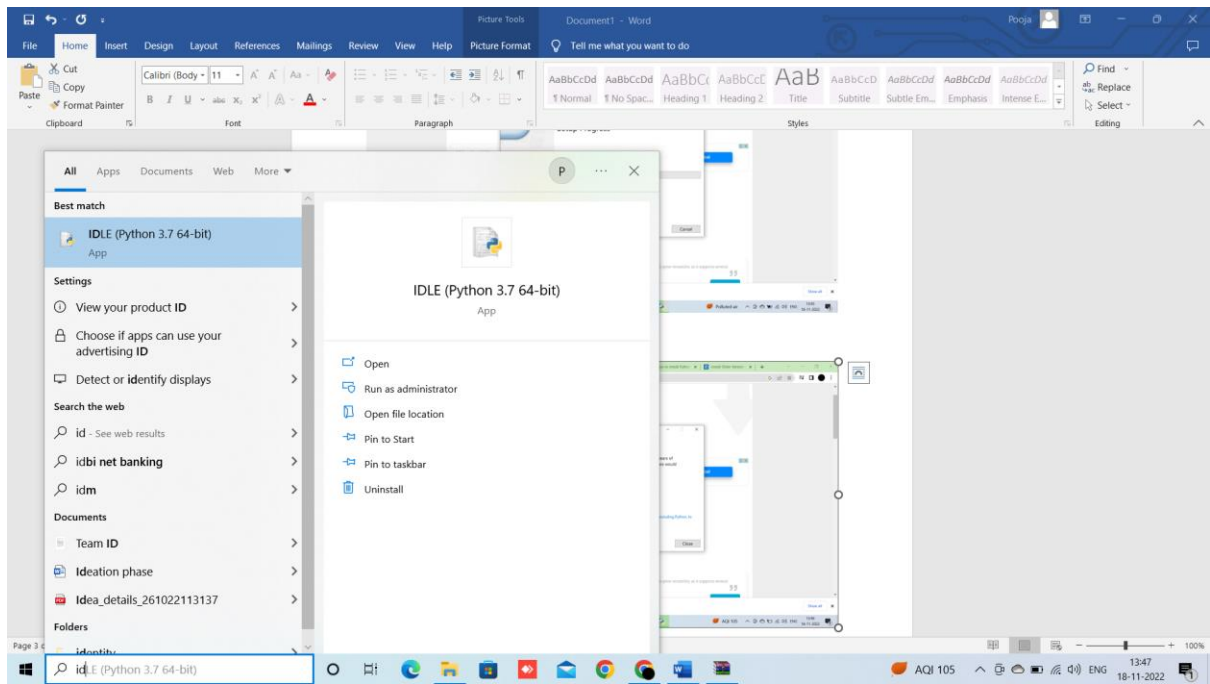 Picture Tools
Document1 - Word
Pooja
File Home Insert Design Layout References Mailings Review View Help Picture Format Tell me what you want to do
Paste
Cut
Copy
Format Painter
Clipboard
Calibri (Body 11
Font
Paragraph
AaBbCcDd AaBbCcDd AaBbCc AaBbCcC AaB AaBbCcD AaBbCcDd AaBbCcDd AaBbCcDd
¶ Normal ¶ No Spac... Heading 1 Heading 2 Title Subtitle Subtle Em... Emphasis Intense E...
Styles
Find
Replace
Select
Editing
All Apps Documents Web More
P
Best match
IDLE (Python 3.7 64-bit)
App
Settings
View your product ID
Choose if apps can use your
advertising ID
Detect or identify displays
Search the web
id - See web results
idbi net banking
idm
Documents
Team ID
Ideation phase
Idea_details_261022113137
Folders
identity
IDLE (Python 3.7 64-bit)
App
Open
Run as administrator
Open file location
Pin to Start
Pin to taskbar
Uninstall
Cancel
Close
Page 3
100%
idLE (Python 3.7 64-bit)
AQI 105
ENG
13:47
18-11-2022